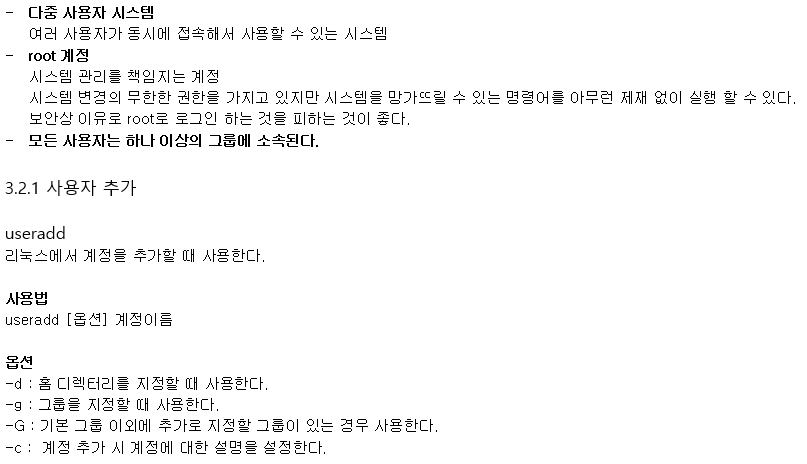 - 다중 사용자 시스템
여러 사용자가 동시에 접속해서 사용할 수 있는 시스템
- root 계정
시스템 관리를 책임지는 계정
시스템 변경의 무한한 권한을 가지고 있지만 시스템을 망가뜨릴 수 있는 명령어를 아무런 제재 없이 실행 할 수 있다.
보안상 이유로 root로 로그인 하는 것을 피하는 것이 좋다.
- 모든 사용자는 하나 이상의 그룹에 소속된다.
3.2.1 사용자 추가
useradd
리눅스에서 계정을 추가할 때 사용한다.
사용법
useradd [옵션] 계정이름
옵션
-d : 홈 디렉터리를 지정할 때 사용한다.
-g : 그룹을 지정할 때 사용한다.
-G : 기본 그룹 이외에 추가로 지정할 그룹이 있는 경우 사용한다.
-c : 계정 추가 시 계정에 대한 설명을 설정한다.